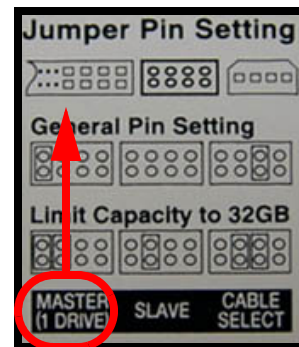 Jumper Pin Setting
General Pin Setting
Limit Capacity to 32GB
MASTER SLAVE CABLE
(1 DRIVE) SELECT